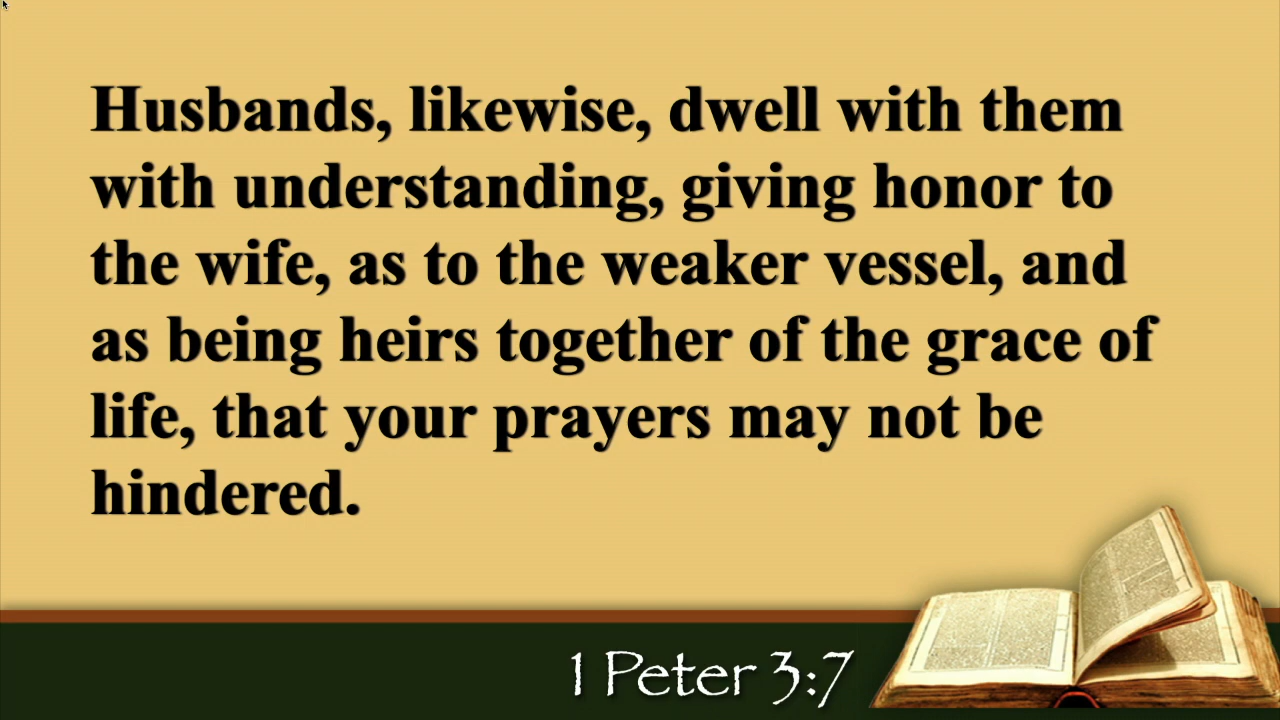 Husbands, likewise, dwell with them
with understanding, giving honor to
the wife, as to the weaker vessel, and
as being heirs together of the grace of
life, that your prayers may not be
hindered.
1 Peter 3:7